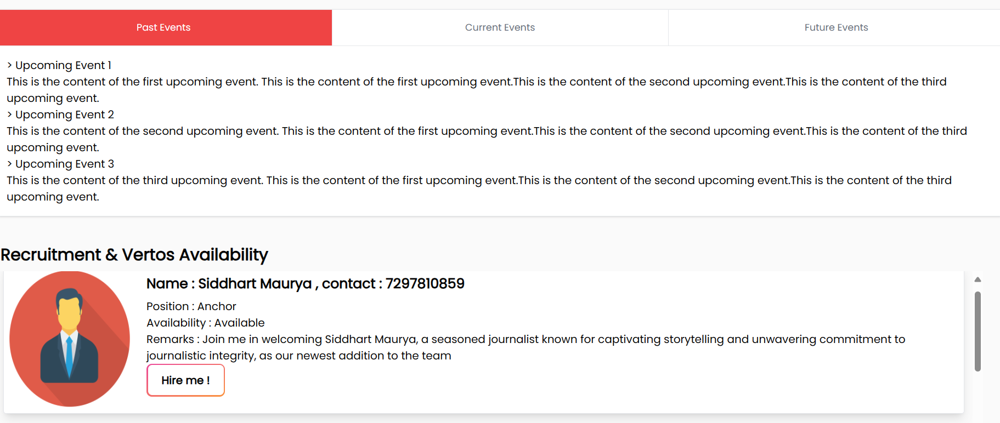 Past Events
Current Events
Future Events
> Upcoming Event 1
This is the content of the first upcoming event. This is the content of the first upcoming event.This is the content of the second upcoming event.This is the content of the third
upcoming event.
> Upcoming Event 2
This is the content of the second upcoming event. This is the content of the first upcoming event.This is the content of the second upcoming event.This is the content of the third
upcoming event.
> Upcoming Event 3
This is the content of the third upcoming event. This is the content of the first upcoming event.This is the content of the second upcoming event.This is the content of the third
upcoming event.
Recruitment & Vertos Availability
Name : Siddhart Maurya , contact : 7297810859
Position : Anchor
Availability : Available
Remarks : Join me in welcoming Siddhart Maurya, a seasoned journalist known for captivating storytelling and unwavering commitment to
journalistic integrity, as our newest addition to the team
Hire me !